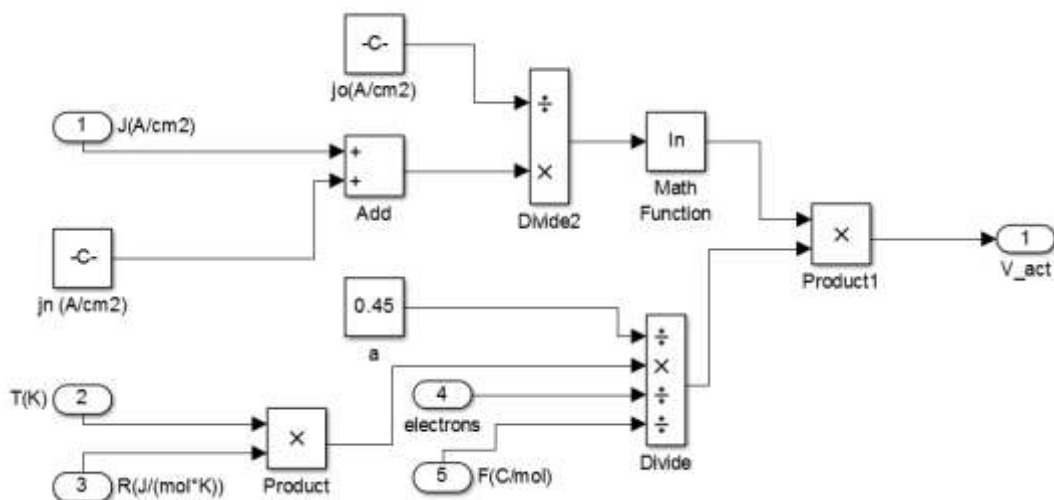 -C-
jo(A/cm2)
÷
×
Divide2
1
J(A/cm2)
+
+
Add
ln
Math
Function
-C-
jn (A/cm2)
×
Product1
1
V_act
0.45
a
÷
×
÷
÷
Divide
2
T(K)
×
Product
3
R(J/(mol*K))
4
electrons
5
F(C/mol)